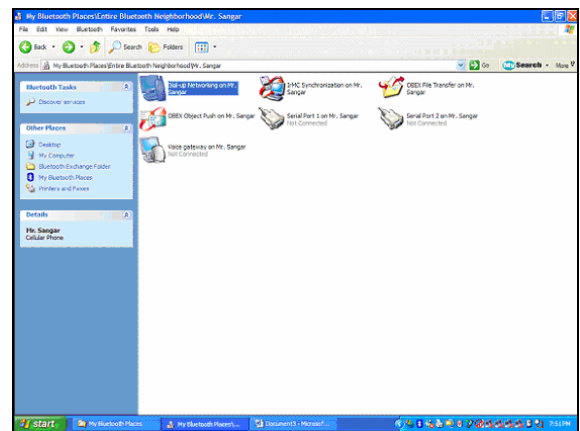 My Bluetooth Places\Entire Bluetooth Neighborhood\Mr. Sangar
File Edit View Bluetooth Favorites Tools Help
Back Search Folders
Address My Bluetooth Places\Entire Bluetooth Neighborhood\Mr. Sangar Go Search More
Bluetooth Tasks
Discover services
Other Places
Desktop
My Computer
Bluetooth Exchange Folder
My Bluetooth Places
Printers and Faxes
Details
Mr. Sangar
Cellular Phone
Dial-up Networking on Mr.
Sangar
IrMC Synchronization on Mr.
Sangar
OBEX File Transfer on Mr.
Sangar
OBEX Object Push on Mr. Sangar
Serial Port 1 on Mr. Sangar
Not Connected
Serial Port 2 on Mr. Sangar
Not Connected
Voice gateway on Mr. Sangar
Not Connected
start My Bluetooth Places My Bluetooth Places\... Document3 - Microsof... 7:51 PM